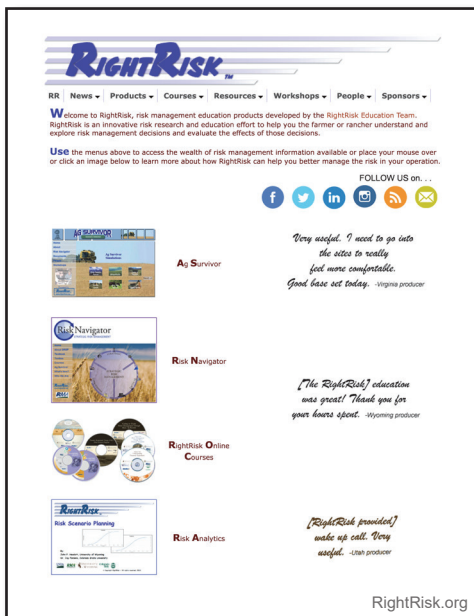 RIGHTRISK TM
RR News Products Courses Resources Workshops People Sponsors
Welcome to RightRisk, risk management education products developed by the RightRisk Education Team.
RightRisk is an innovative risk research and education effort to help you the farmer or rancher understand and
explore risk management decisions and evaluate the effects of those decisions.
Use the menus above to access the wealth of risk management information available or place your mouse over
or click an image below to learn more about how RightRisk can help you better manage the risk in your operation.
FOLLOW US on. . .
AG SURVIVOR
Ag Survivor
Very useful. I need to go into
the sites to really
feel more comfortable.
Good base set today. -Virginia producer
Risk Navigator
Risk Navigator
[The RightRisk] education
was great! Thank you for
your hours spent. -Wyoming producer
RightRisk Online
Courses
RIGHTRISK
Risk Scenario Planning
Risk Analytics
[RightRisk provided]
wake up call. Very
useful. -Utah producer
RightRisk.org